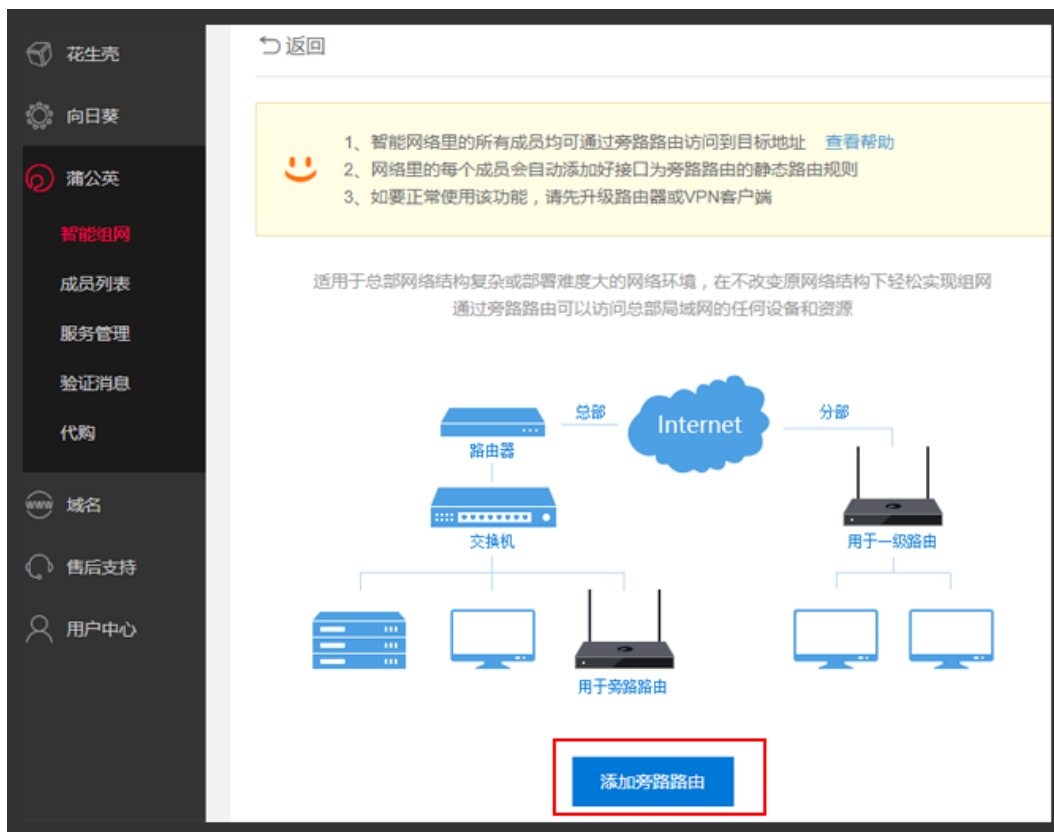 花生壳
向日葵
蒲公英
智能组网
成员列表
服务管理
验证消息
代购
www 域名
售后支持
用户中心
返回
1、智能网络里的所有成员均可通过旁路路由访问到目标地址 查看帮助
2、网络里的每个成员会自动添加好接口为旁路路由的静态路由规则
3、如要正常使用该功能，请先升级路由器或VPN客户端
适用于总部网络结构复杂或部署难度大的网络环境，在不改变原网络结构下轻松实现组网
通过旁路路由可以访问总部局域网的任何设备和资源
总部
Internet
分部
路由器
交换机
用于一级路由
用于旁路路由
添加旁路路由